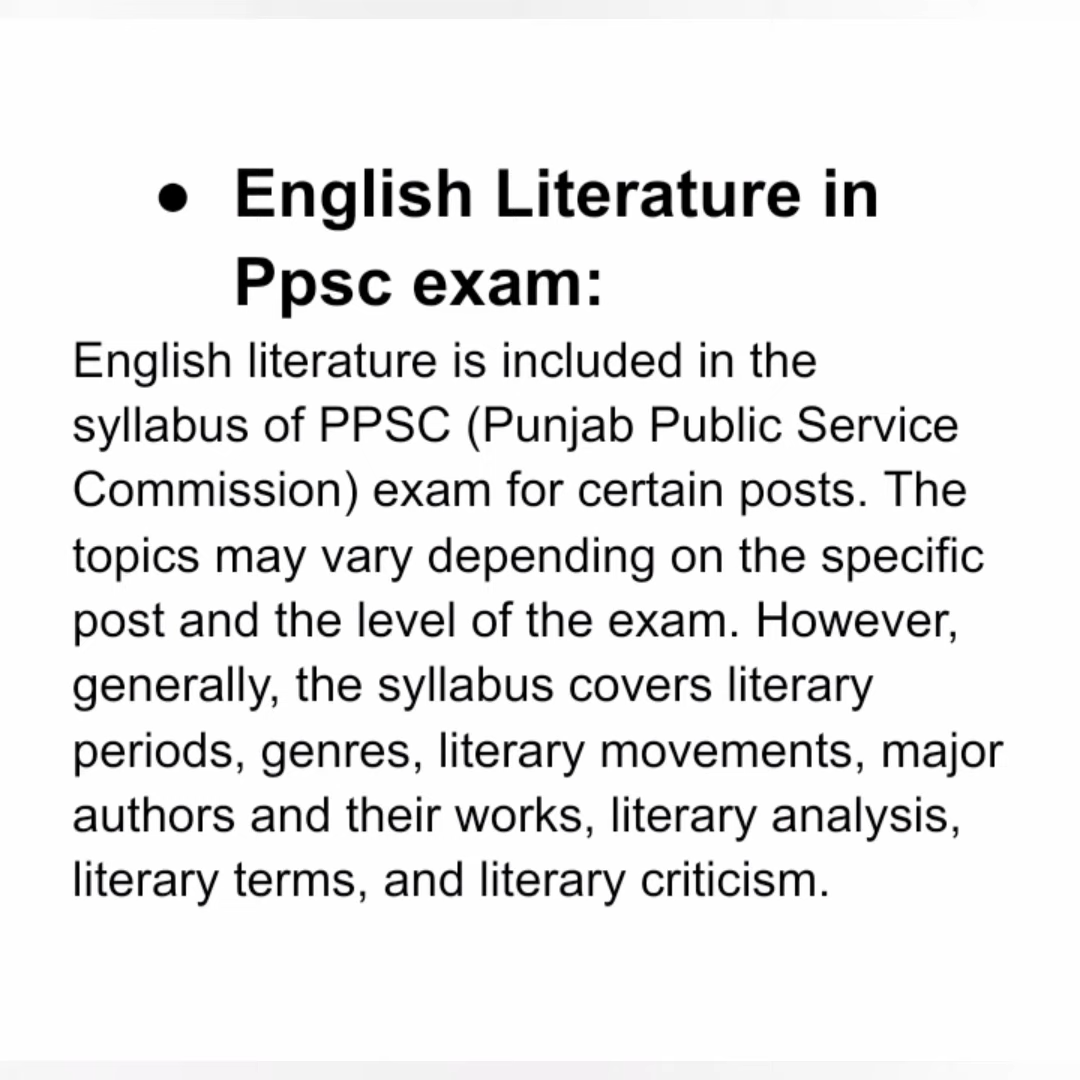 ● English Literature in
Ppsc exam:
English literature is included in the
syllabus of PPSC (Punjab Public Service
Commission) exam for certain posts. The
topics may vary depending on the specific
post and the level of the exam. However,
generally, the syllabus covers literary
periods, genres, literary movements, major
authors and their works, literary analysis,
literary terms, and literary criticism.